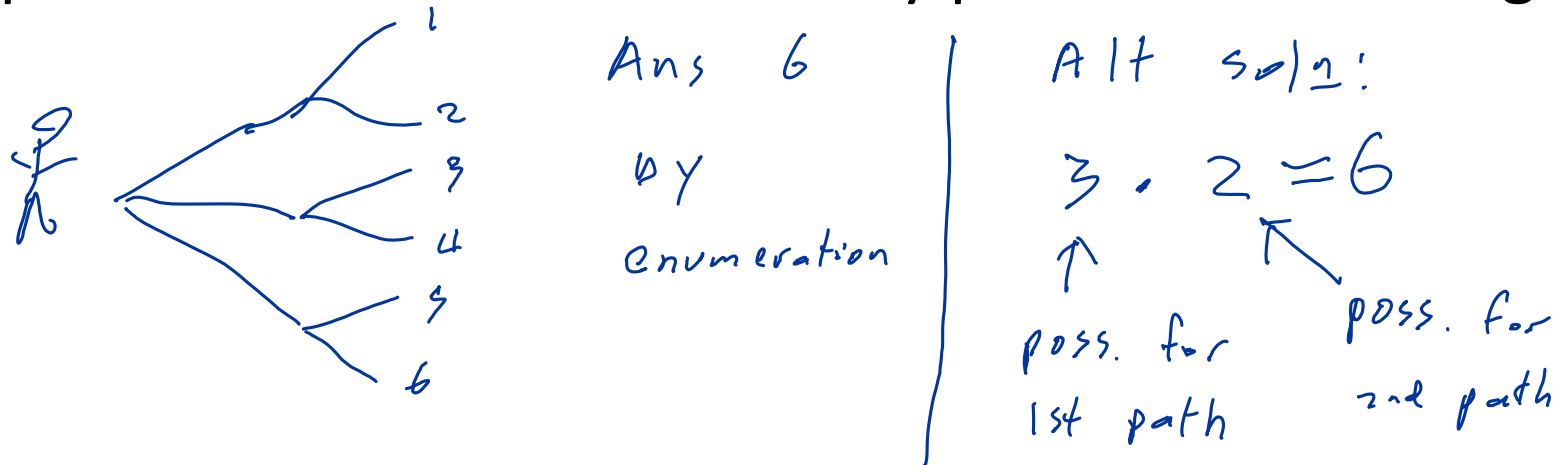 1
2
3
4
5
6
Ans 6
by
enumeration
Alt soln:
3 . 2 = 6
poss. for
1st path
poss. for
2nd path